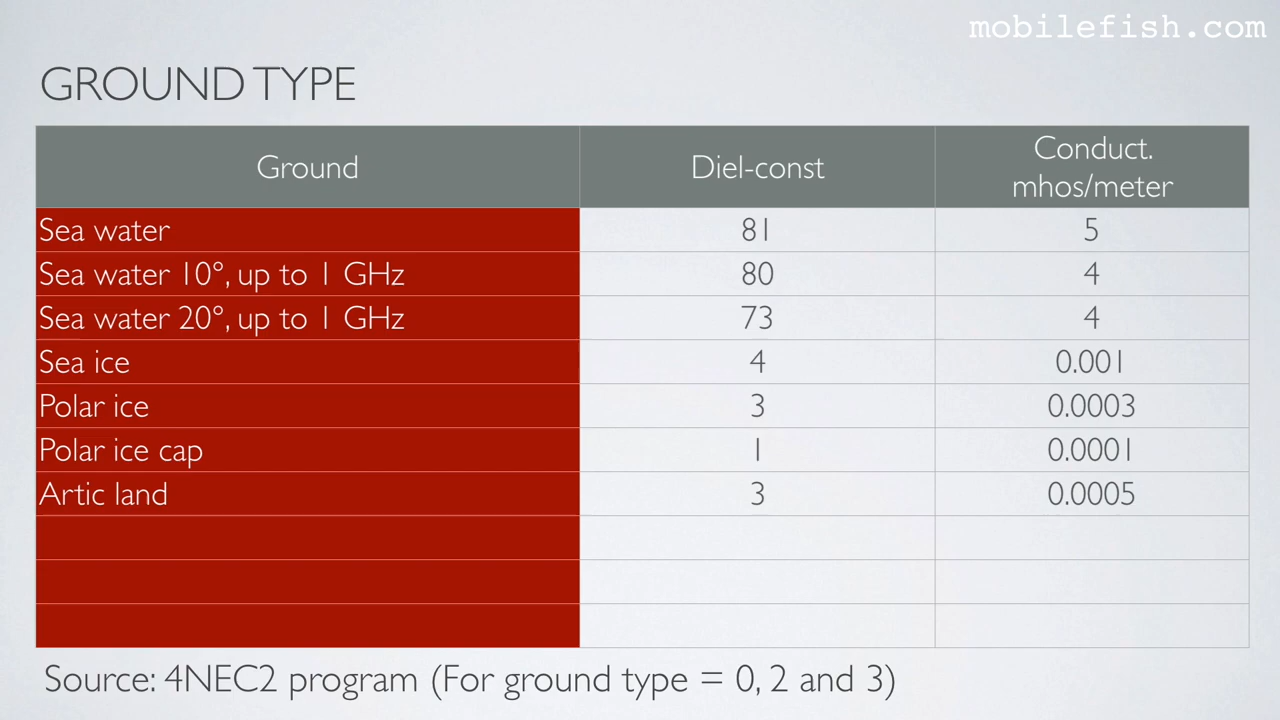 mobilefish.com
GROUND TYPE
Ground Diel-const Conduct. mhos/meter
Sea water 81 5
Sea water 10°, up to 1 GHz 80 4
Sea water 20°, up to 1 GHz 73 4
Sea ice 4 0.001
Polar ice 3 0.0003
Polar ice cap 1 0.0001
Artic land 3 0.0005
Source: 4NEC2 program (For ground type = 0, 2 and 3)